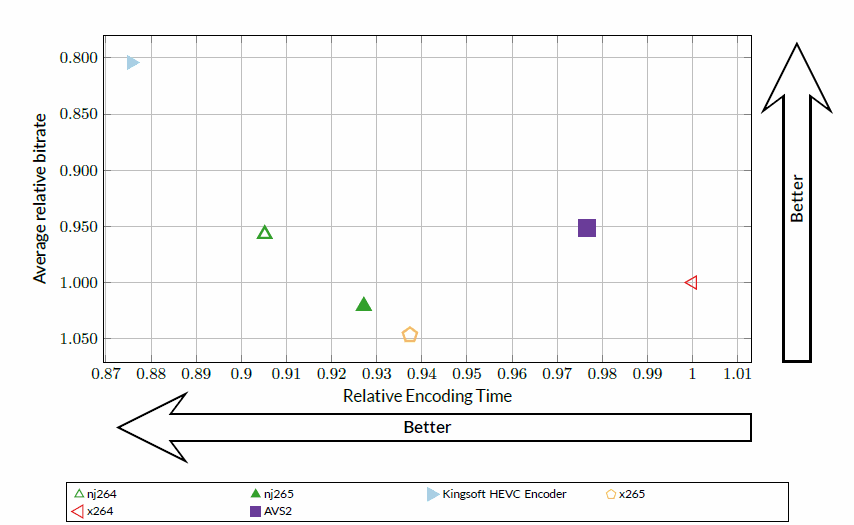 0.800
0.850
0.900
0.950
1.000
1.050
Average relative bitrate
0.87 0.88 0.89 0.9 0.91 0.92 0.93 0.94 0.95 0.96 0.97 0.98 0.99 1 1.01
Relative Encoding Time
Better
Better
nj264 nj265 Kingsoft HEVC Encoder x265
x264 AVS2